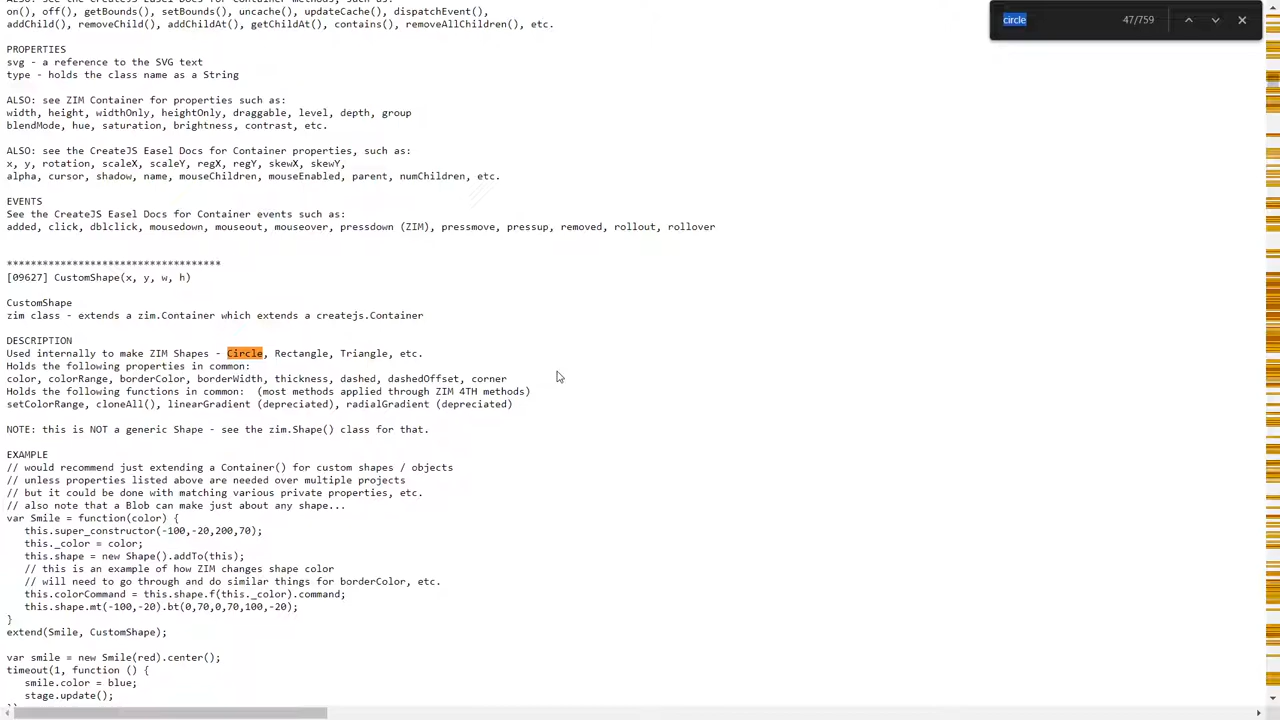 on(), off(), getBounds(), setBounds(), cache(), updateCache(), dispatchEvent(),
addChild(), removeChild(), addChildAt(), getChildAt(), contains(), removeAllChildren(), etc.
PROPERTIES
svg - a reference to the SVG text
type - holds the class name as a String
ALSO: see ZIM Container for properties such as:
width, height, widthOnly, heightOnly, draggable, level, depth, group
blendMode, hue, saturation, brightness, contrast, etc.
ALSO: see the CreateJS Easel Docs for Container properties, such as:
x, y, rotation, scaleX, scaleY, regX, regY, skewX, skewY,
alpha, cursor, shadow, name, mouseChildren, mouseEnabled, parent, numChildren, etc.
EVENTS
See the CreateJS Easel Docs for Container events such as:
added, click, dblclick, mousedown, mouseout, mouseover, pressdown (ZIM), pressmove, pressup, removed, rollout, rollover
************************************
[09627] CustomShape(x, y, w, h)
CustomShape
zim class - extends a zim.Container which extends a createjs.Container
DESCRIPTION
Used internally to make ZIM Shapes - Circle, Rectangle, Triangle, etc.
Holds the following properties in common:
color, colorRange, borderColor, borderWidth, thickness, dashed, dashedOffset, corner
Holds the following functions in common:  (most methods applied through ZIM 4TH methods)
setColorRange, cloneAll(), linearGradient (depreciated), radialGradient (depreciated)
NOTE: this is NOT a generic Shape - see the zim.Shape() class for that.
EXAMPLE
// would recommend just extending a Container() for custom shapes / objects
// unless properties listed above are needed over multiple projects
// but it could be done with matching various private properties, etc.
// also note that a Blob can make just about any shape...
var Smile = function(color) {
this.super_constructor(-100,-20,200,70);
this._color = color;
this.shape = new Shape().addTo(this);
// this is an example of how ZIM changes shape color
// will need to go through and do similar things for borderColor, etc.
this.colorCommand = this.shape.f(this._color).command;
this.shape.mt(-100,-20).bt(0,70,0,70,100,-20);
}
extend(Smile, CustomShape);
var smile = new Smile(red).center();
timeout(1, function () {
smile.color = blue;
stage.update();
circle 47/759